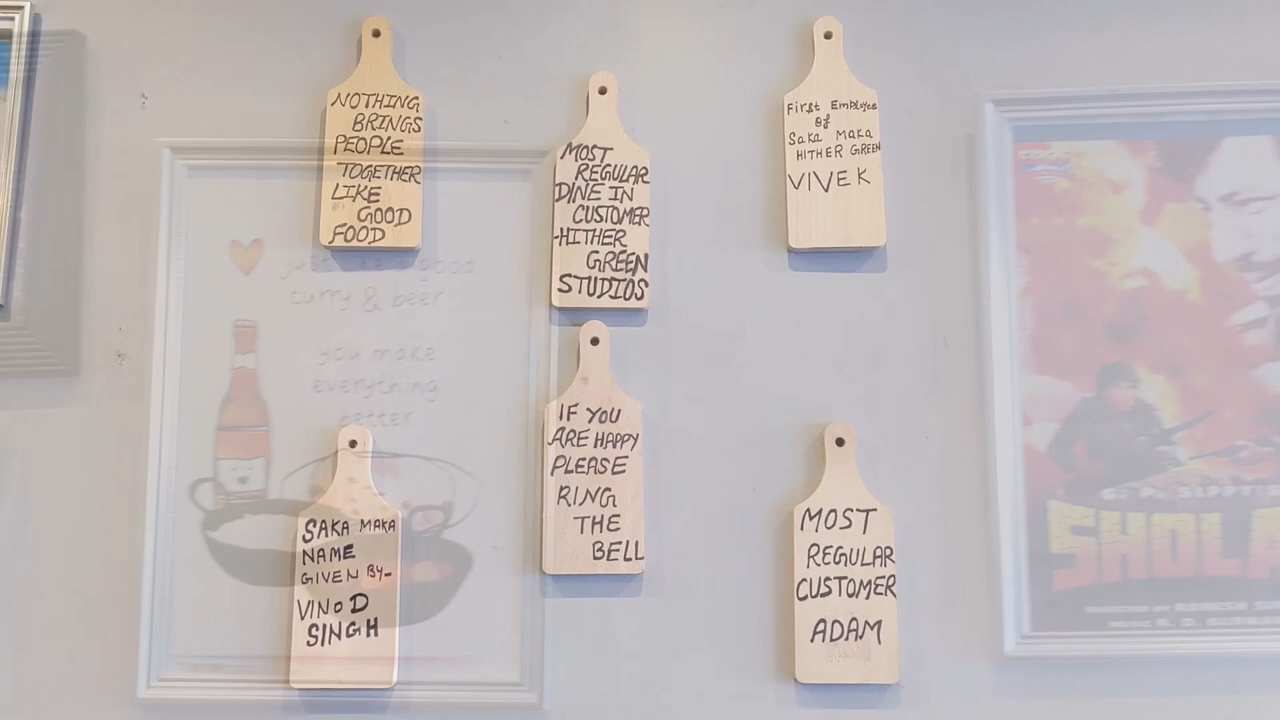 NOTHING
BRINGS
PEOPLE
TOGETHER
LIKE
GOOD
FOOD
MOST
REGULAR
DINE IN
CUSTOMER
-HITHER
GREEN
STUDIOS
First Employee
Of
Saka Maka
HITHER GREEN
VIVEK
good
curry & beer
you make
everything
better
IF YOU
ARE HAPPY
PLEASE
RING
THE
BELL
SAKA MAKA
NAME
GIVEN BY-
VINOD
SINGH
MOST
REGULAR
CUSTOMER
ADAM
G. P. SIPPY'S
SHOLA